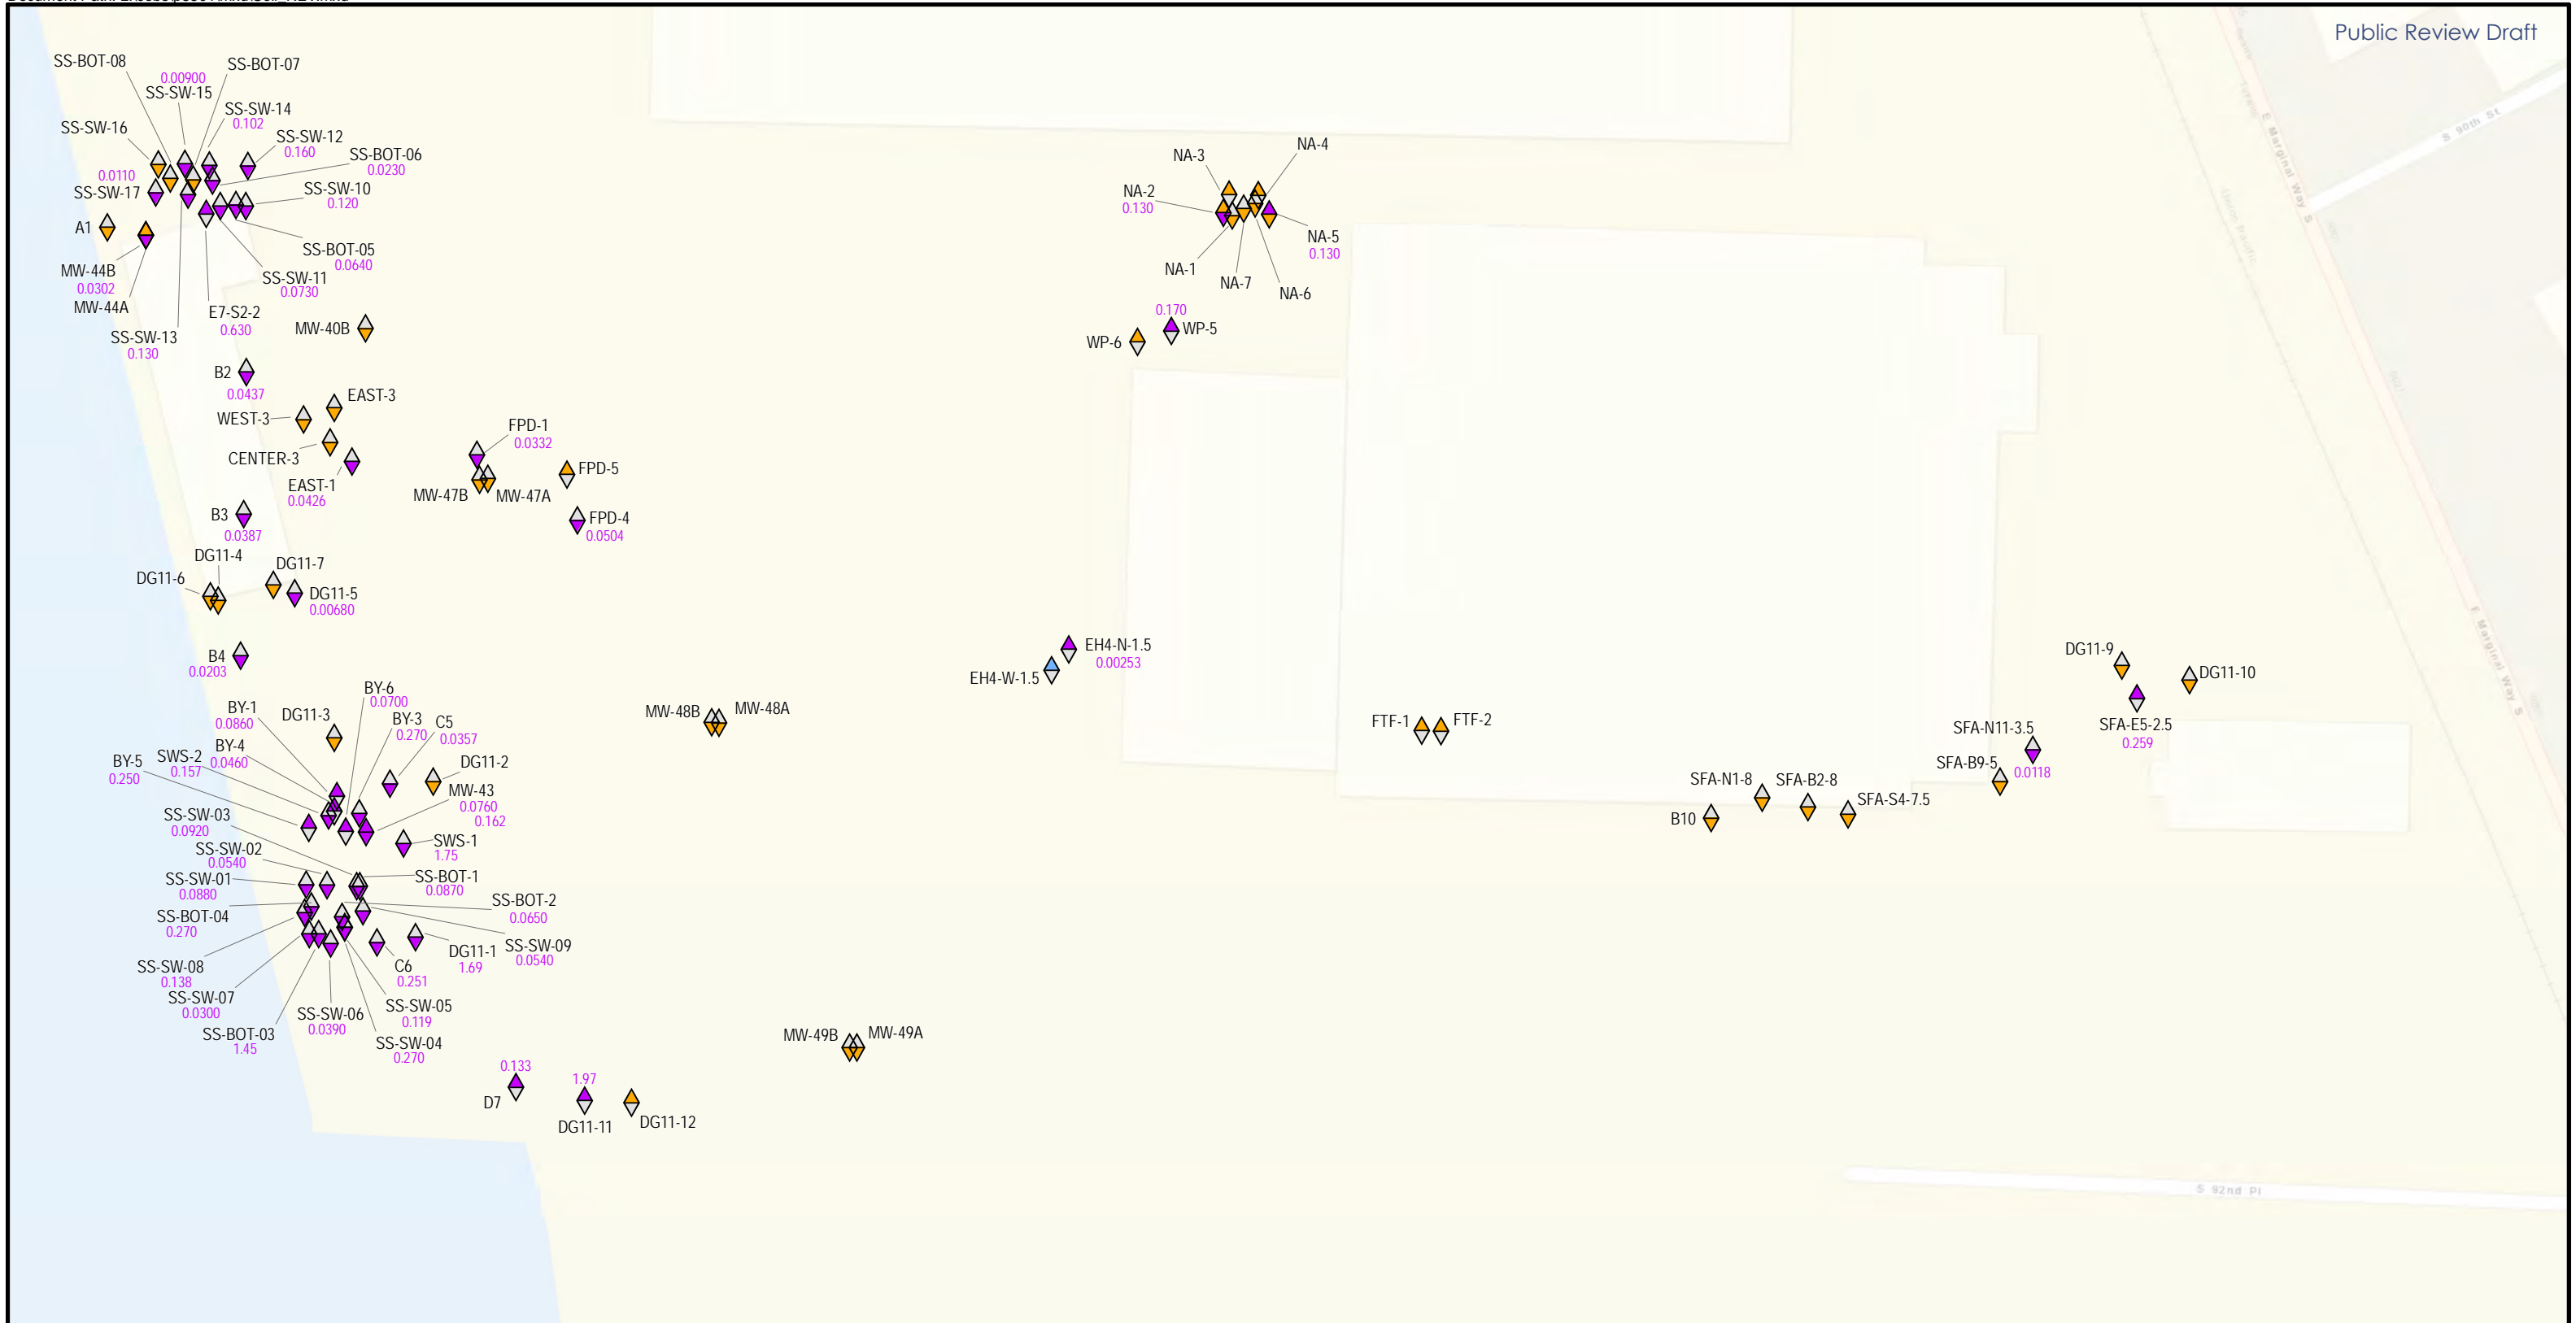 Public Review Draft
SS-BOT-08
SS-BOT-07
0.00900
SS-SW-15
SS-SW-14
0.102
SS-SW-16
SS-SW-12
0.160
SS-BOT-06
0.0230
0.0110
SS-SW-17
SS-SW-10
0.120
A1
SS-BOT-05
0.0640
MW-44B
0.0302
MW-44A
SS-SW-11
0.0730
E7-S2-2
0.630
SS-SW-13
0.130
MW-40B
B2
0.0437
EAST-3
WEST-3
CENTER-3
EAST-1
0.0426
FPD-1
0.0332
FPD-5
MW-47B
MW-47A
FPD-4
0.0504
B3
0.0387
DG11-4
DG11-7
DG11-6
DG11-5
0.00680
B4
0.0203
NA-4
NA-3
NA-2
0.130
NA-5
0.130
NA-1
NA-7
NA-6
0.170
WP-5
WP-6
EH4-N-1.5
0.00253
EH4-W-1.5
BY-6
0.0700
BY-1
0.0860
DG11-3
BY-3
0.270
C5
0.0357
BY-4
0.0460
SWS-2
0.157
BY-5
0.250
DG11-2
MW-43
0.0760
0.162
SS-SW-03
0.0920
SWS-1
1.75
SS-SW-02
0.0540
SS-SW-01
0.0880
SS-BOT-1
0.0870
SS-BOT-2
0.0650
SS-BOT-04
0.270
SS-SW-09
0.0540
DG11-1
1.69
SS-SW-08
0.138
C6
0.251
SS-SW-07
0.0300
SS-SW-05
0.119
SS-SW-06
0.0390
SS-BOT-03
1.45
SS-SW-04
0.270
MW-48B
MW-48A
MW-49B
MW-49A
0.133
D7
1.97
DG11-11
DG11-12
FTF-1
FTF-2
DG11-9
DG11-10
SFA-E5-2.5
0.259
SFA-N11-3.5
0.0118
SFA-B9-5
SFA-N1-8
SFA-B2-8
SFA-S4-7.5
B10
S 90th St
E Marginal Way S
E Marginal Way S
Union Pacific
S 92nd Pl